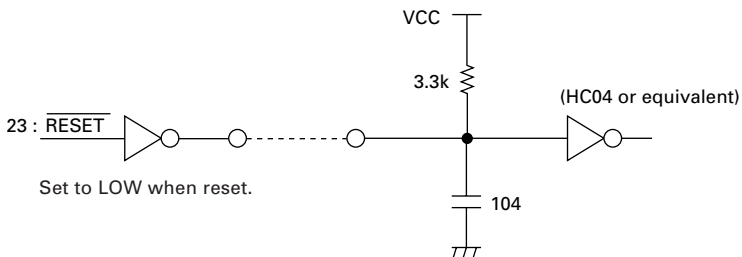 VCC
3.3k
(HC04 or equivalent)
23 : RESET
Set to LOW when reset.
104